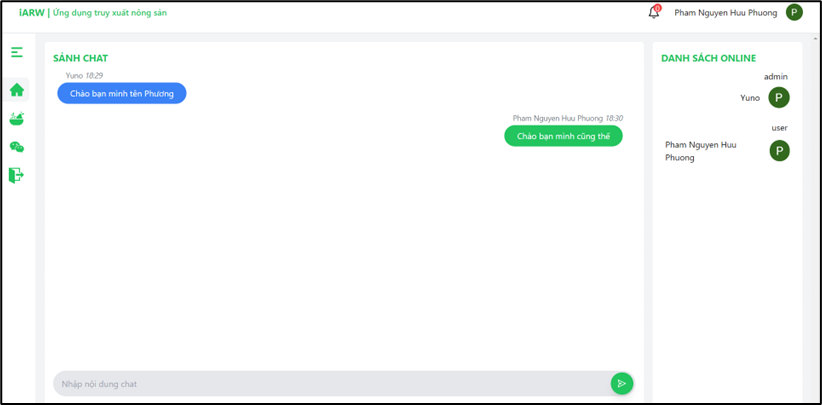 iARW | Ứng dụng truy xuất nông sản
0
Pham Nguyen Huu Phuong
P
SẢNH CHAT
Yuno 18:29
Chào bạn mình tên Phương
Pham Nguyen Huu Phuong 18:30
Chào bạn mình cũng thế
Nhập nội dung chat
DANH SÁCH ONLINE
admin
Yuno
P
user
Pham Nguyen Huu
Phuong
P